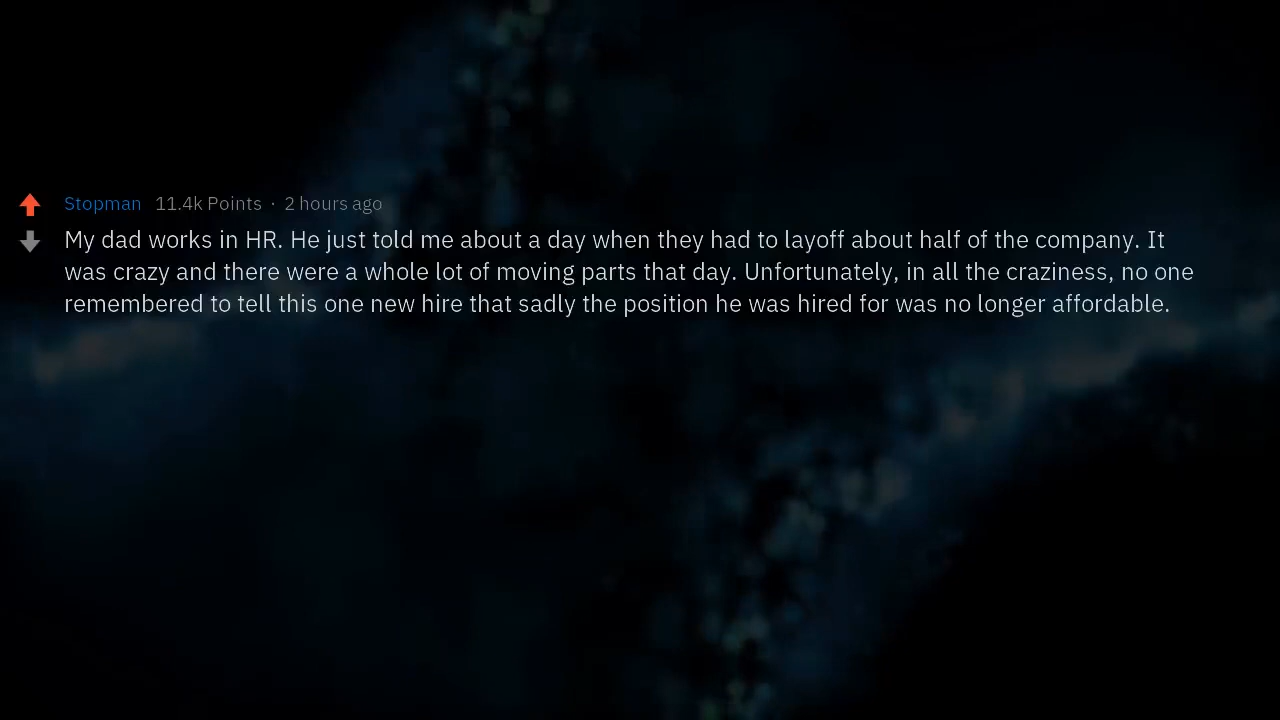 Stopman 11.4k Points · 2 hours ago
My dad works in HR. He just told me about a day when they had to layoff about half of the company. It
was crazy and there were a whole lot of moving parts that day. Unfortunately, in all the craziness, no one
remembered to tell this one new hire that sadly the position he was hired for was no longer affordable.